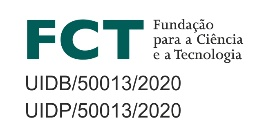 FCT
Fundação
para a Ciência
e a Tecnologia
UIDB/50013/2020
UIDP/50013/2020